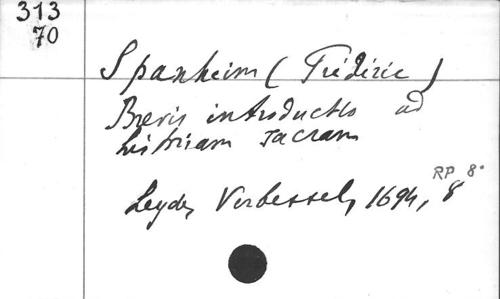 313
70
Spanheim (Frédéric)
Brevis introductio ad
historiam sacram
Leyde, Verbessel, 1694, 8°
RP 8°